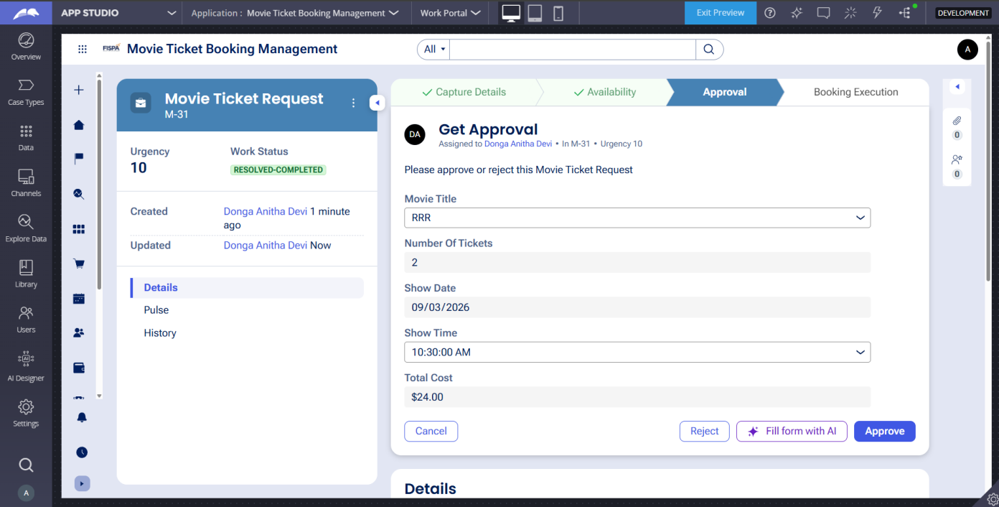 APP STUDIO
Application : Movie Ticket Booking Management
Work Portal
Exit Preview
DEVELOPMENT
Overview
Case Types
Data
Channels
Explore Data
Library
Users
AI
AI Designer
Settings
A
FISPA
Movie Ticket Booking Management
All
A
Movie Ticket Request
M-31
Urgency
10
Work Status
RESOLVED-COMPLETED
Created
Donga Anitha Devi 1 minute
ago
Updated
Donga Anitha Devi Now
Details
Pulse
History
Capture Details
Availability
Approval
Booking Execution
DA
Get Approval
Assigned to Donga Anitha Devi • In M-31 • Urgency 10
Please approve or reject this Movie Ticket Request
Movie Title
RRR
Number Of Tickets
2
Show Date
09/03/2026
Show Time
10:30:00 AM
Total Cost
$24.00
Cancel
Reject
Fill form with AI
Approve
Details
0
0